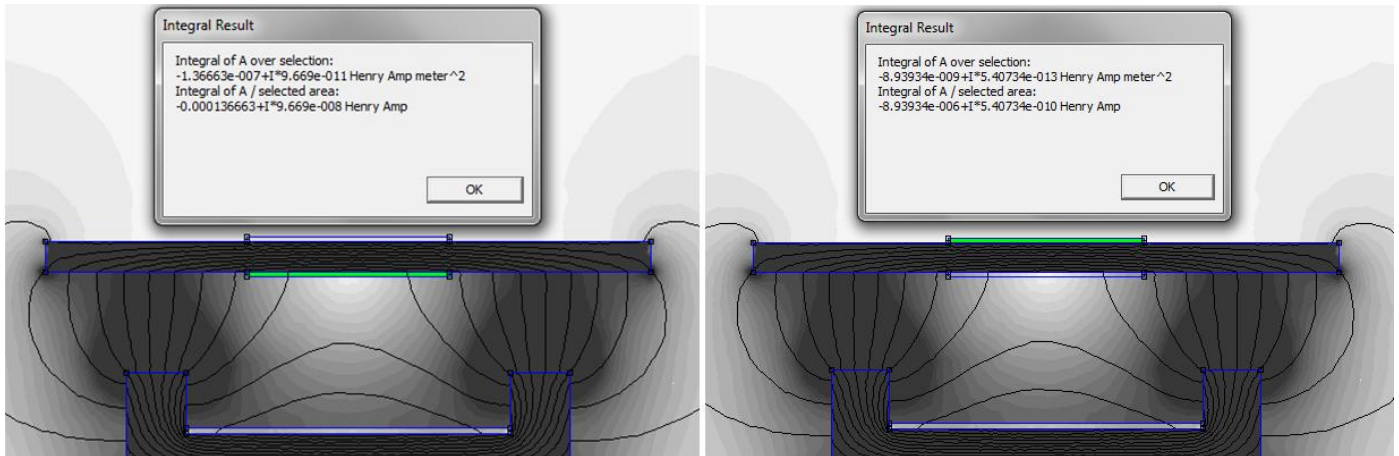 Integral Result
Integral of A over selection:
-1.36663e-007+I*9.669e-011 Henry Amp meter^2
Integral of A / selected area:
-0.000136663+I*9.669e-008 Henry Amp
OK
Integral Result
Integral of A over selection:
-8.93934e-009+I*5.40734e-013 Henry Amp meter^2
Integral of A / selected area:
-8.93934e-006+I*5.40734e-010 Henry Amp
OK